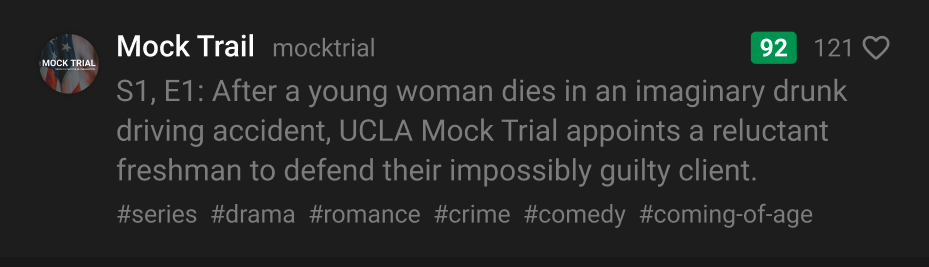 MOCK TRIAL
Mock Trail mocktrial 92 121
S1, E1: After a young woman dies in an imaginary drunk
driving accident, UCLA Mock Trial appoints a reluctant
freshman to defend their impossibly guilty client.
#series #drama #romance #crime #comedy #coming-of-age